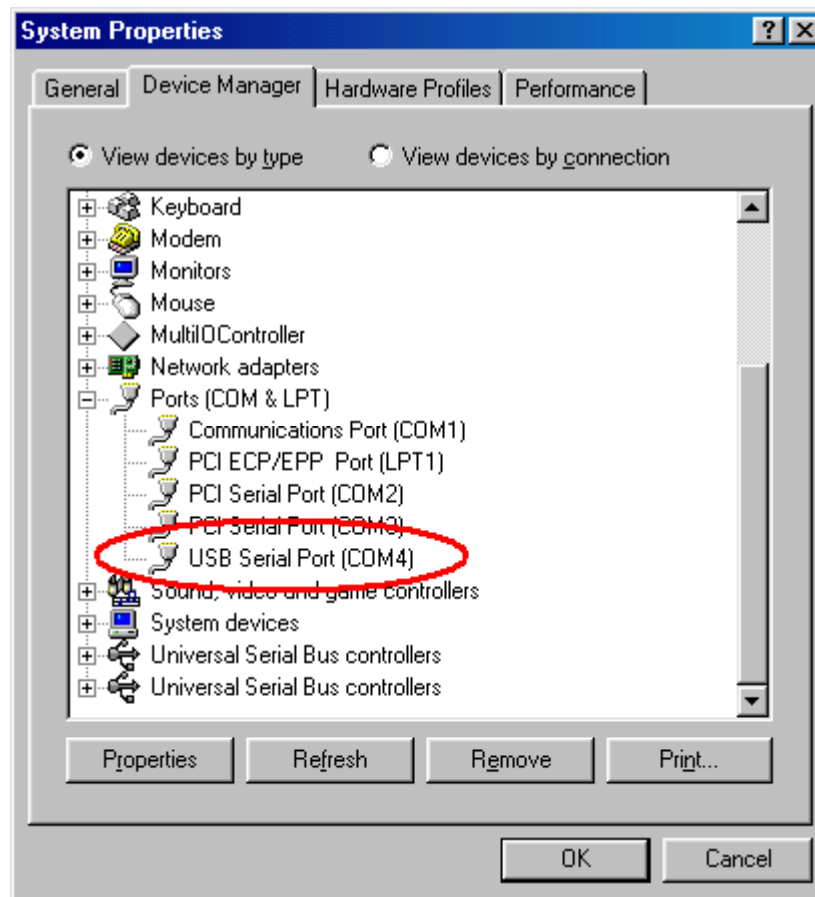 System Properties
General Device Manager Hardware Profiles Performance
View devices by type View devices by connection
Keyboard
Modem
Monitors
Mouse
MultiIOController
Network adapters
Ports (COM & LPT)
Communications Port (COM1)
PCI ECP/EPP Port (LPT1)
PCI Serial Port (COM2)
PCI Serial Port (COM3)
USB Serial Port (COM4)
Sound, video and game controllers
System devices
Universal Serial Bus controllers
Universal Serial Bus controllers
Properties Refresh Remove Print...
OK Cancel